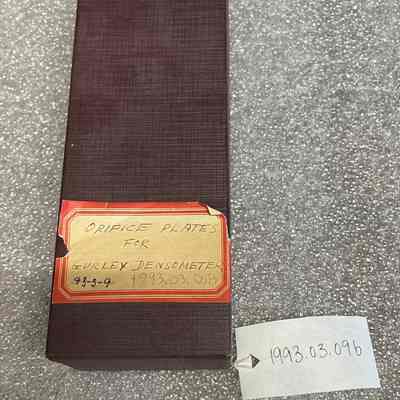 ORIFICE PLATES
FOR
GURLEY DENSOMETER
93-3-9 1993.03.096
1993.03.096